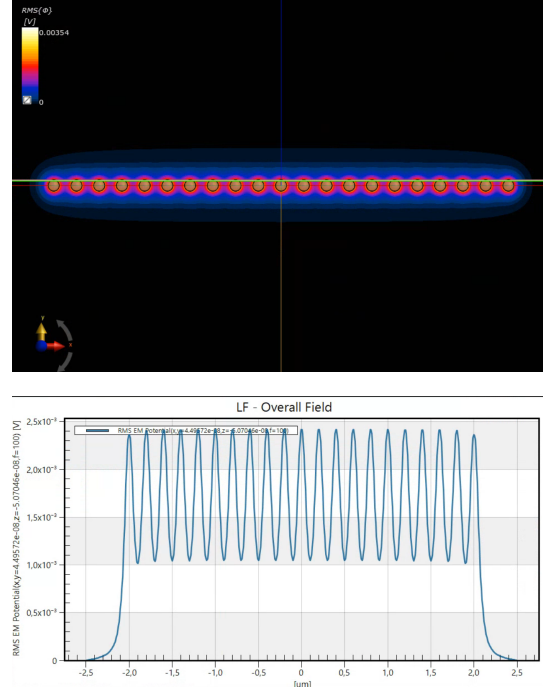 RMS{Φ}
[V]
0.00354
0
y
x
LF - Overall Field
RMS EM Potential(x,y=4.49572e-08,z=-5.07046e-08,f=100) [V]
RMS EM Potential(x,y=4.49572e-08,z=-5.07046e-08,f=100)
2,5x10⁻³
2,0x10⁻³
1,5x10⁻³
1,0x10⁻³
0,5x10⁻³
0
-2,5 -2,0 -1,5 -1,0 -0,5 0 0,5 1,0 1,5 2,0 2,5
[um]